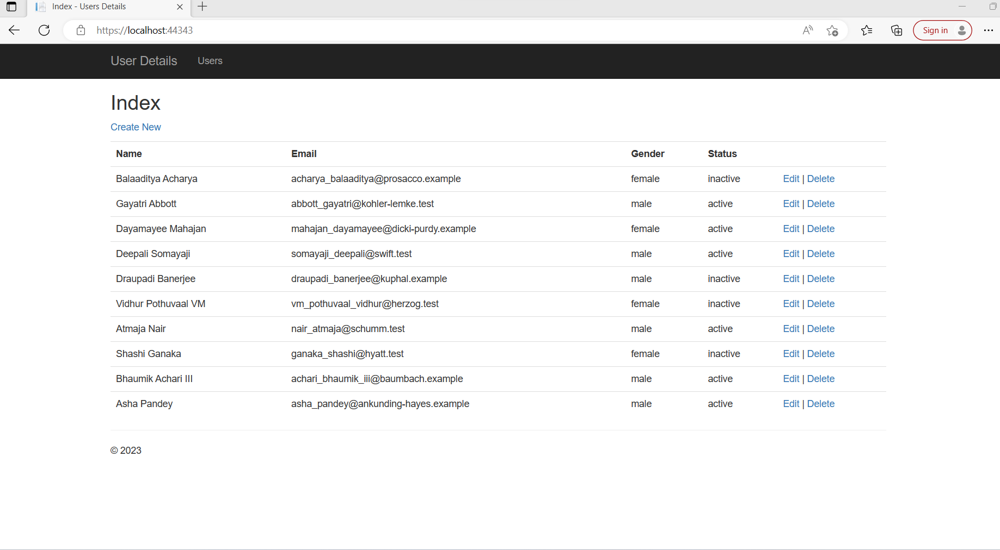 Index - Users Details
https://localhost:44343
Sign in
User Details Users
Index
Create New
Name Email Gender Status
Balaaditya Acharya acharya_balaaditya@prosacco.example female inactive Edit | Delete
Gayatri Abbott abbott_gayatri@kohler-lemke.test male active Edit | Delete
Dayamayee Mahajan mahajan_dayamayee@dicki-purdy.example female active Edit | Delete
Deepali Somayaji somayaji_deepali@swift.test male active Edit | Delete
Draupadi Banerjee draupadi_banerjee@kuphal.example male inactive Edit | Delete
Vidhur Pothuvaal VM vm_pothuvaal_vidhur@herzog.test female inactive Edit | Delete
Atmaja Nair nair_atmaja@schumm.test male active Edit | Delete
Shashi Ganaka ganaka_shashi@hyatt.test female inactive Edit | Delete
Bhaumik Achari III achari_bhaumik_iii@baumbach.example male active Edit | Delete
Asha Pandey asha_pandey@ankunding-hayes.example male active Edit | Delete
© 2023